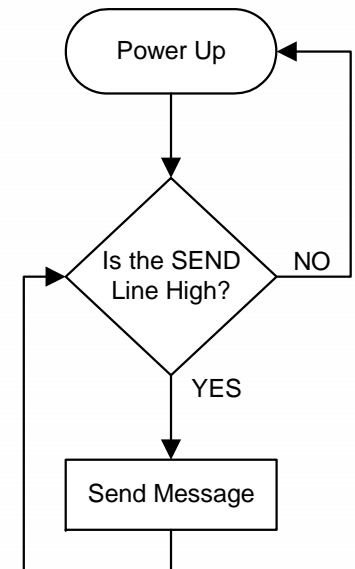 Power Up
Is the SEND
Line High?
NO
YES
Send Message